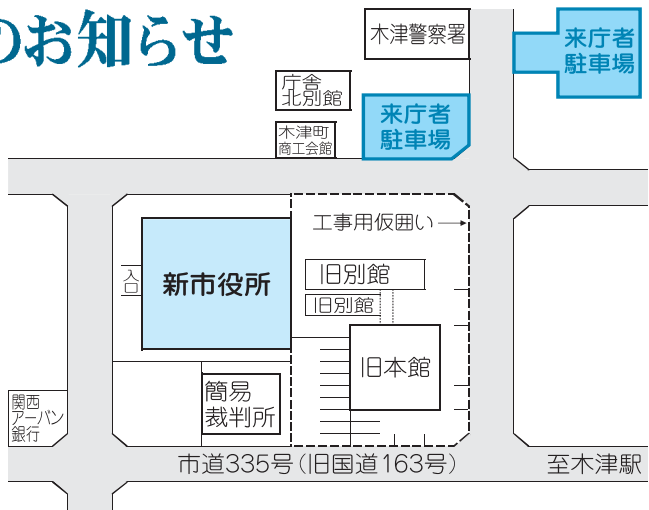 のお知らせ
木津警察署
来庁者
駐車場
庁舎
北別館
来庁者
駐車場
木津町
商工会館
工事用仮囲い
入口
新市役所
旧別館
旧別館
旧本館
簡易
裁判所
関西
アーバン
銀行
市道335号(旧国道163号)
至木津駅